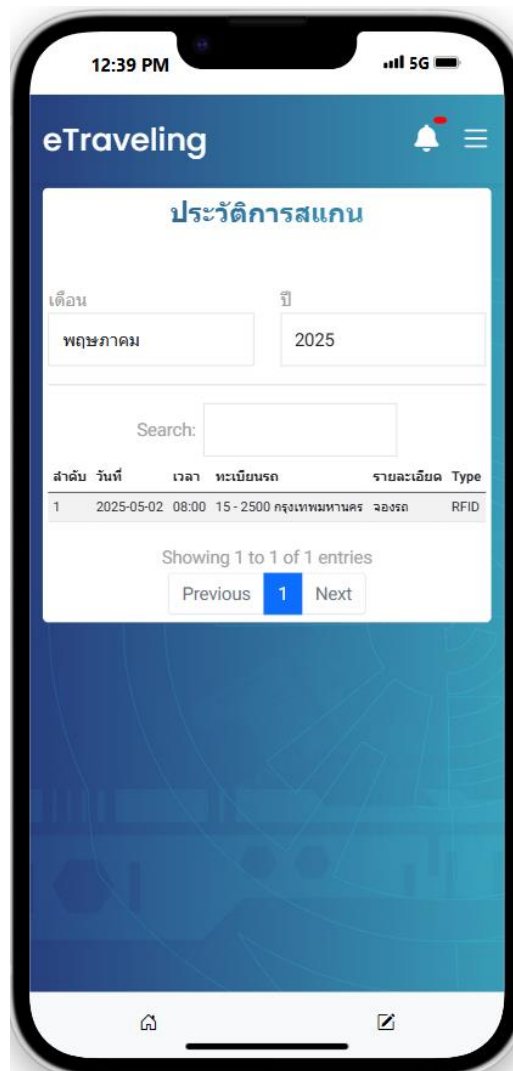 12:39 PM 5G
eTraveling
ประวัติการสแกน
เดือน ปี
พฤษภาคม 2025
Search:
ลำดับ วันที่ เวลา ทะเบียนรถ รายละเอียด Type
1 2025-05-02 08:00 15 - 2500 กรุงเทพมหานคร จองรถ RFID
Showing 1 to 1 of 1 entries
Previous 1 Next